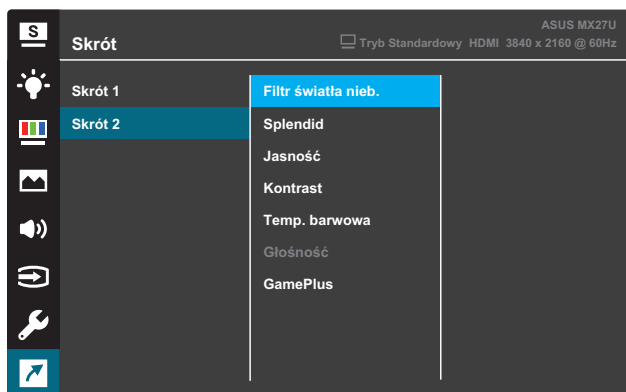 S
ASUS MX27U
Skrót
Tryb Standardowy HDMI 3840 x 2160 @ 60Hz
Skrót 1
Filtr światła nieb.
Skrót 2
Splendid
Jasność
Kontrast
Temp. barwowa
Głośność
GamePlus